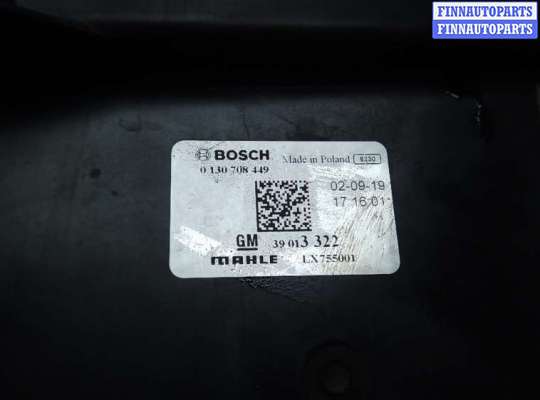 FINNAUTOPARTS
FINNAUTOPARTS
FINNAUTOPARTS
BOSCH Made in Poland
0 130 708 449
02-09-19
17:16:01
GM 39 013 322
MAHLE LX755001